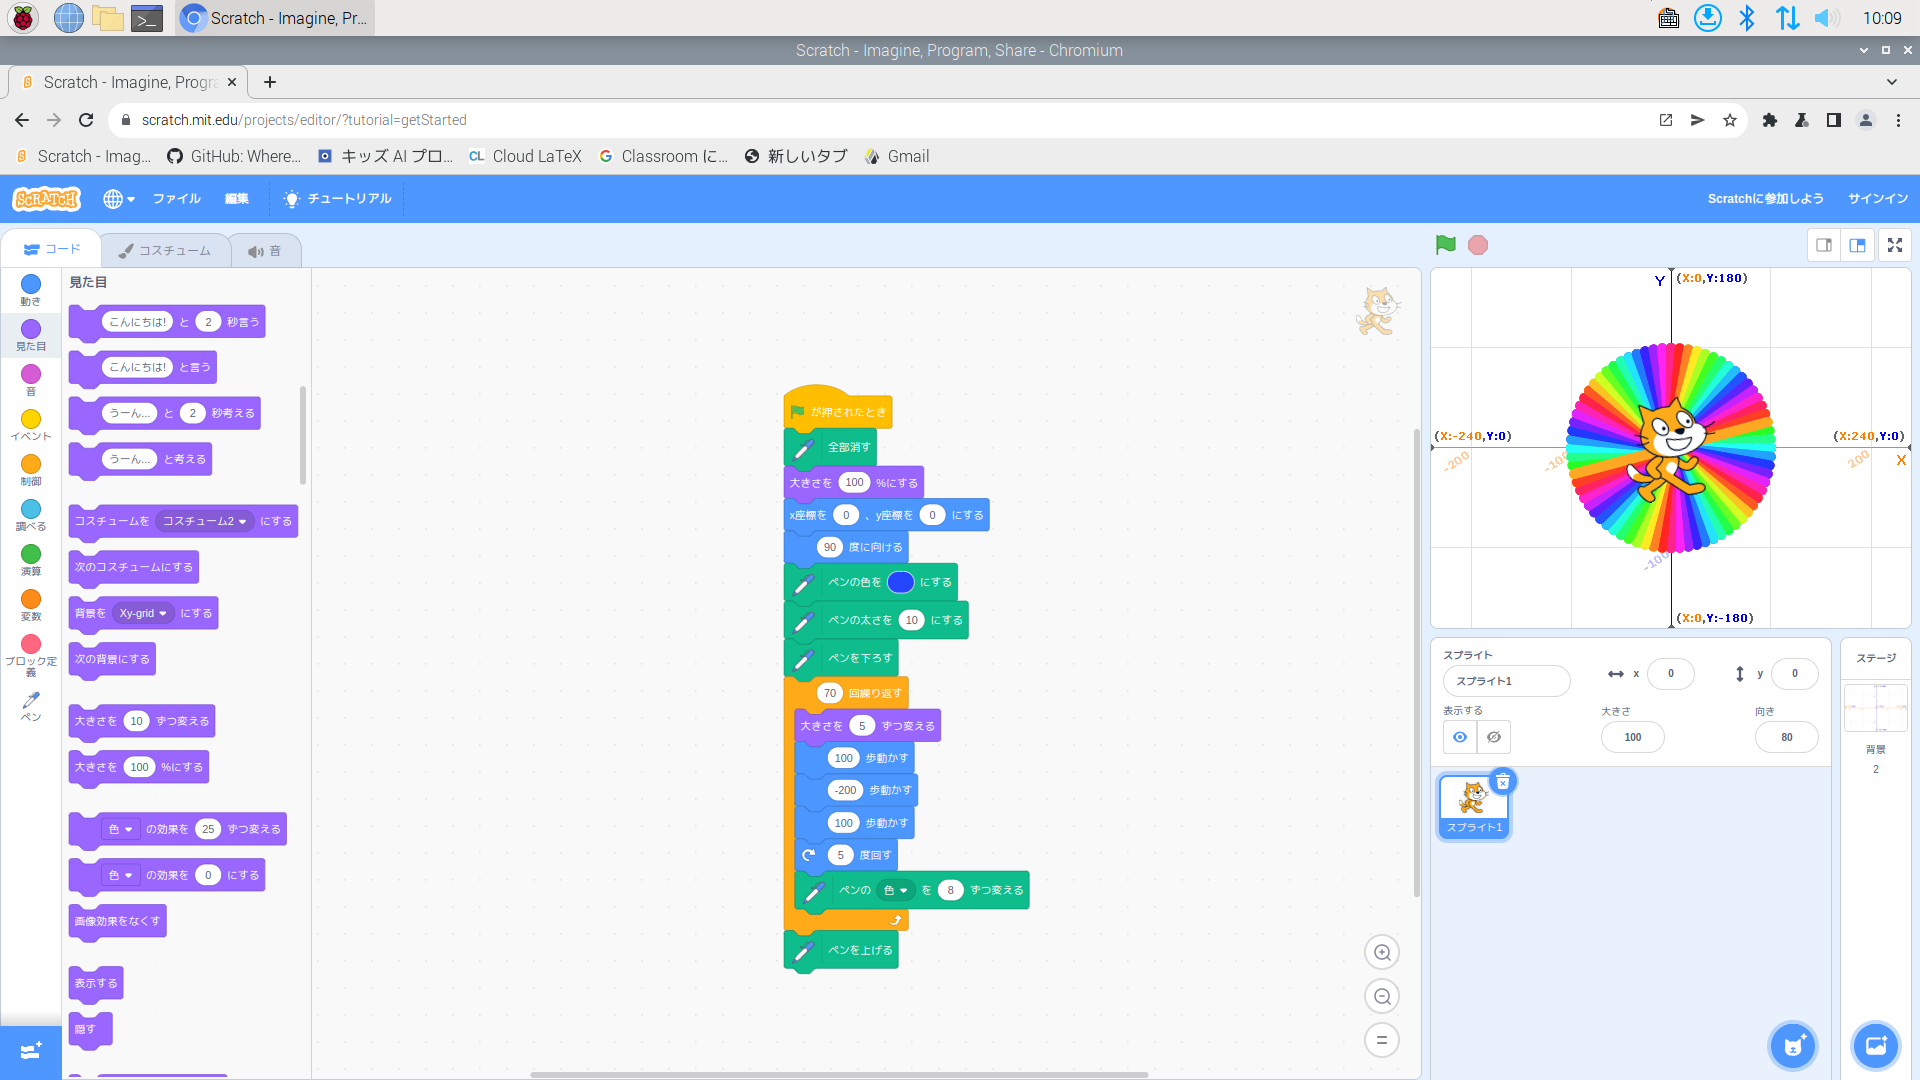 Scratch - Imagine, Pr...
10:09
Scratch - Imagine, Program, Share - Chromium
Scratch - Imagine, Progra
scratch.mit.edu/projects/editor/?tutorial=getStarted
Scratch - Imag...
GitHub: Where...
キッズ AI プロ...
CL Cloud LaTeX
Classroom に...
新しいタブ
Gmail
SCRATCH
ファイル
編集
チュートリアル
Scratchに参加しよう
サインイン
コード
コスチューム
音
動き
見た目
音
イベント
制御
調べる
演算
変数
ブロック定
義
ペン
見た目
こんにちは! と 2 秒言う
こんにちは! と言う
うーん... と 2 秒考える
うーん... と考える
コスチュームを コスチューム2 にする
次のコスチュームにする
背景を Xy-grid にする
次の背景にする
大きさを 10 ずつ変える
大きさを 100 %にする
色 の効果を 25 ずつ変える
色 の効果を 0 にする
画像効果をなくす
表示する
隠す
が押されたとき
全部消す
大きさを 100 %にする
x座標を 0 、y座標を 0 にする
90 度に向ける
ペンの色を にする
ペンの太さを 10 にする
ペンを下ろす
70 回繰り返す
大きさを 5 ずつ変える
100 歩動かす
-200 歩動かす
100 歩動かす
5 度回す
ペンの 色 を 8 ずつ変える
ペンを上げる
Y
(X:0,Y:180)
(X:-240,Y:0)
(X:240,Y:0)
-200
-100
200
X
-100
(X:0,Y:-180)
スプライト
スプライト1
x 0
y 0
表示する
大きさ
100
向き
80
スプライト1
ステージ
背景
2